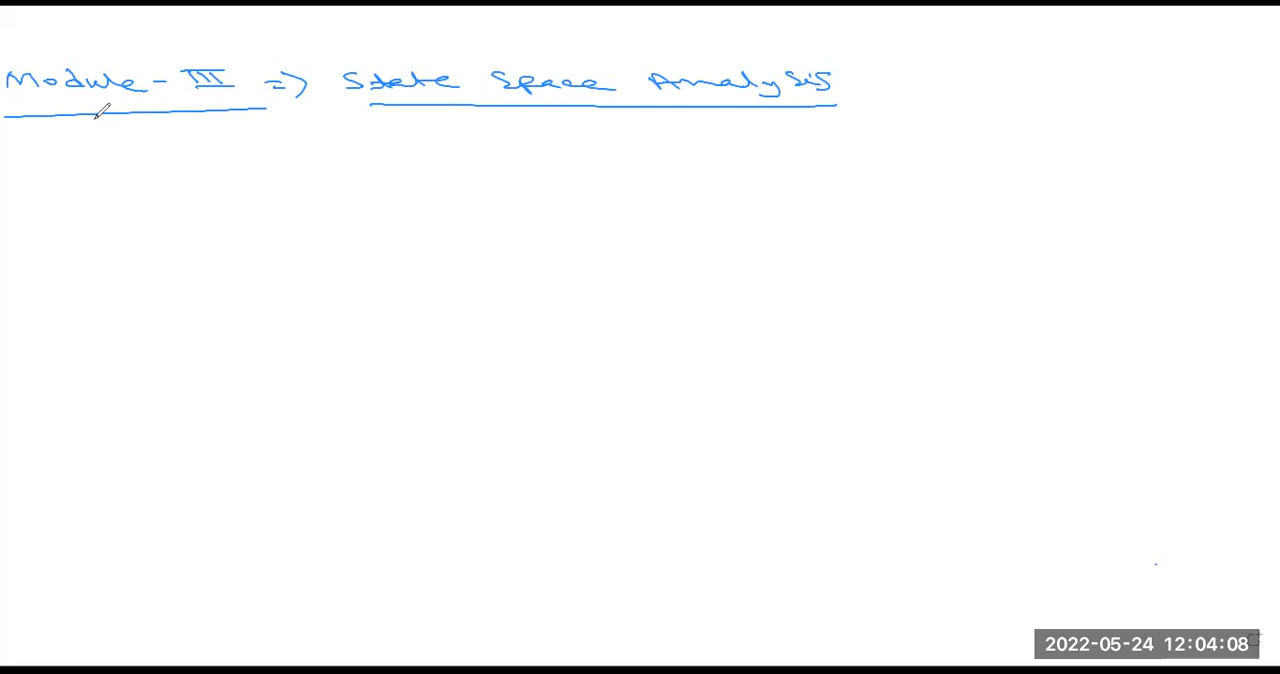 Module - III => State Space Analysis
2022-05-24 12:04:08